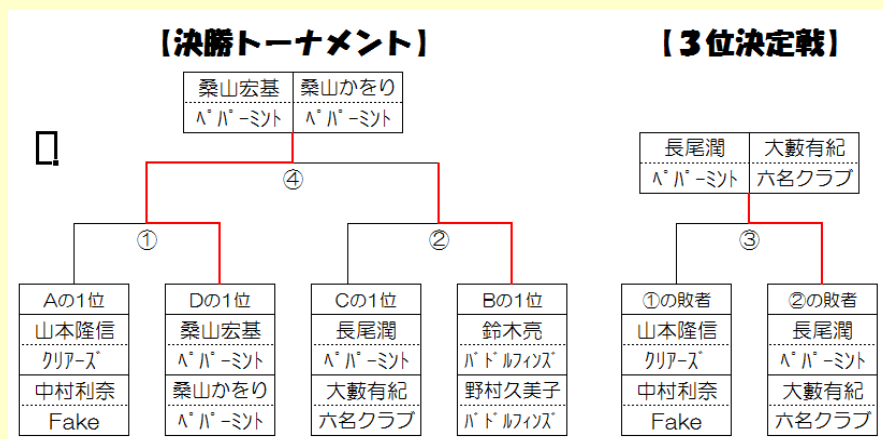 【決勝トーナメント】
【３位決定戦】
桑山宏基 桑山かをり
ﾍﾟﾊﾟｰﾐﾝﾄ ﾍﾟﾊﾟｰﾐﾝﾄ
長尾潤 大藪有紀
ﾍﾟﾊﾟｰﾐﾝﾄ 六名クラブ
④
① ② ③
Aの1位 Dの1位 Cの1位 Bの1位 ①の敗者 ②の敗者
山本隆信 桑山宏基 長尾潤 鈴木亮 山本隆信 長尾潤
ｸﾘｱｰｽﾞ ﾍﾟﾊﾟｰﾐﾝﾄ ﾍﾟﾊﾟｰﾐﾝﾄ ﾊﾞﾄﾞﾙﾌｨﾝｽﾞ ｸﾘｱｰｽﾞ ﾍﾟﾊﾟｰﾐﾝﾄ
中村利奈 桑山かをり 大藪有紀 野村久美子 中村利奈 大藪有紀
Fake ﾍﾟﾊﾟｰﾐﾝﾄ 六名クラブ ﾊﾞﾄﾞﾙﾌｨﾝｽﾞ Fake 六名クラブ